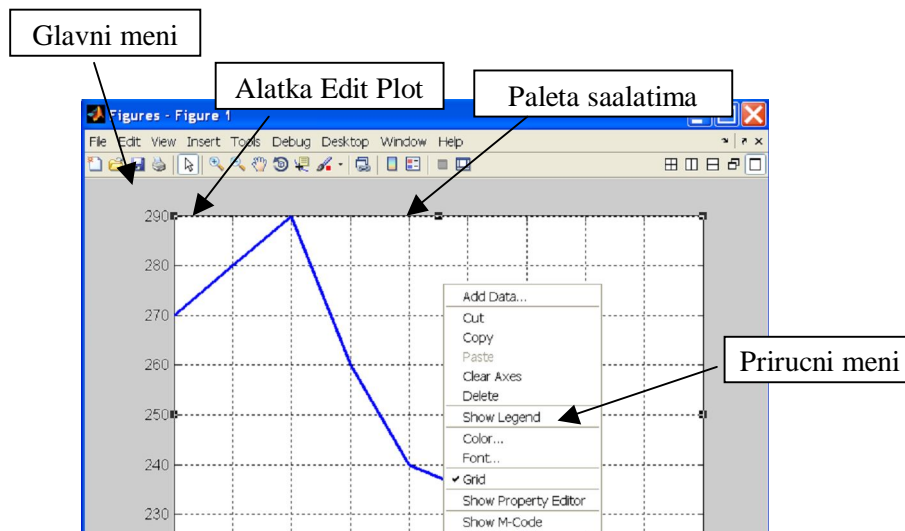 Glavni meni
Alatka Edit Plot
Paleta saalatima
Figures - Figure 1
File Edit View Insert Tools Debug Desktop Window Help
290
280
270
260
250
240
230
Add Data...
Cut
Copy
Paste
Clear Axes
Delete
Show Legend
Color...
Font...
Grid
Show Property Editor
Show M-Code
Prirucni meni